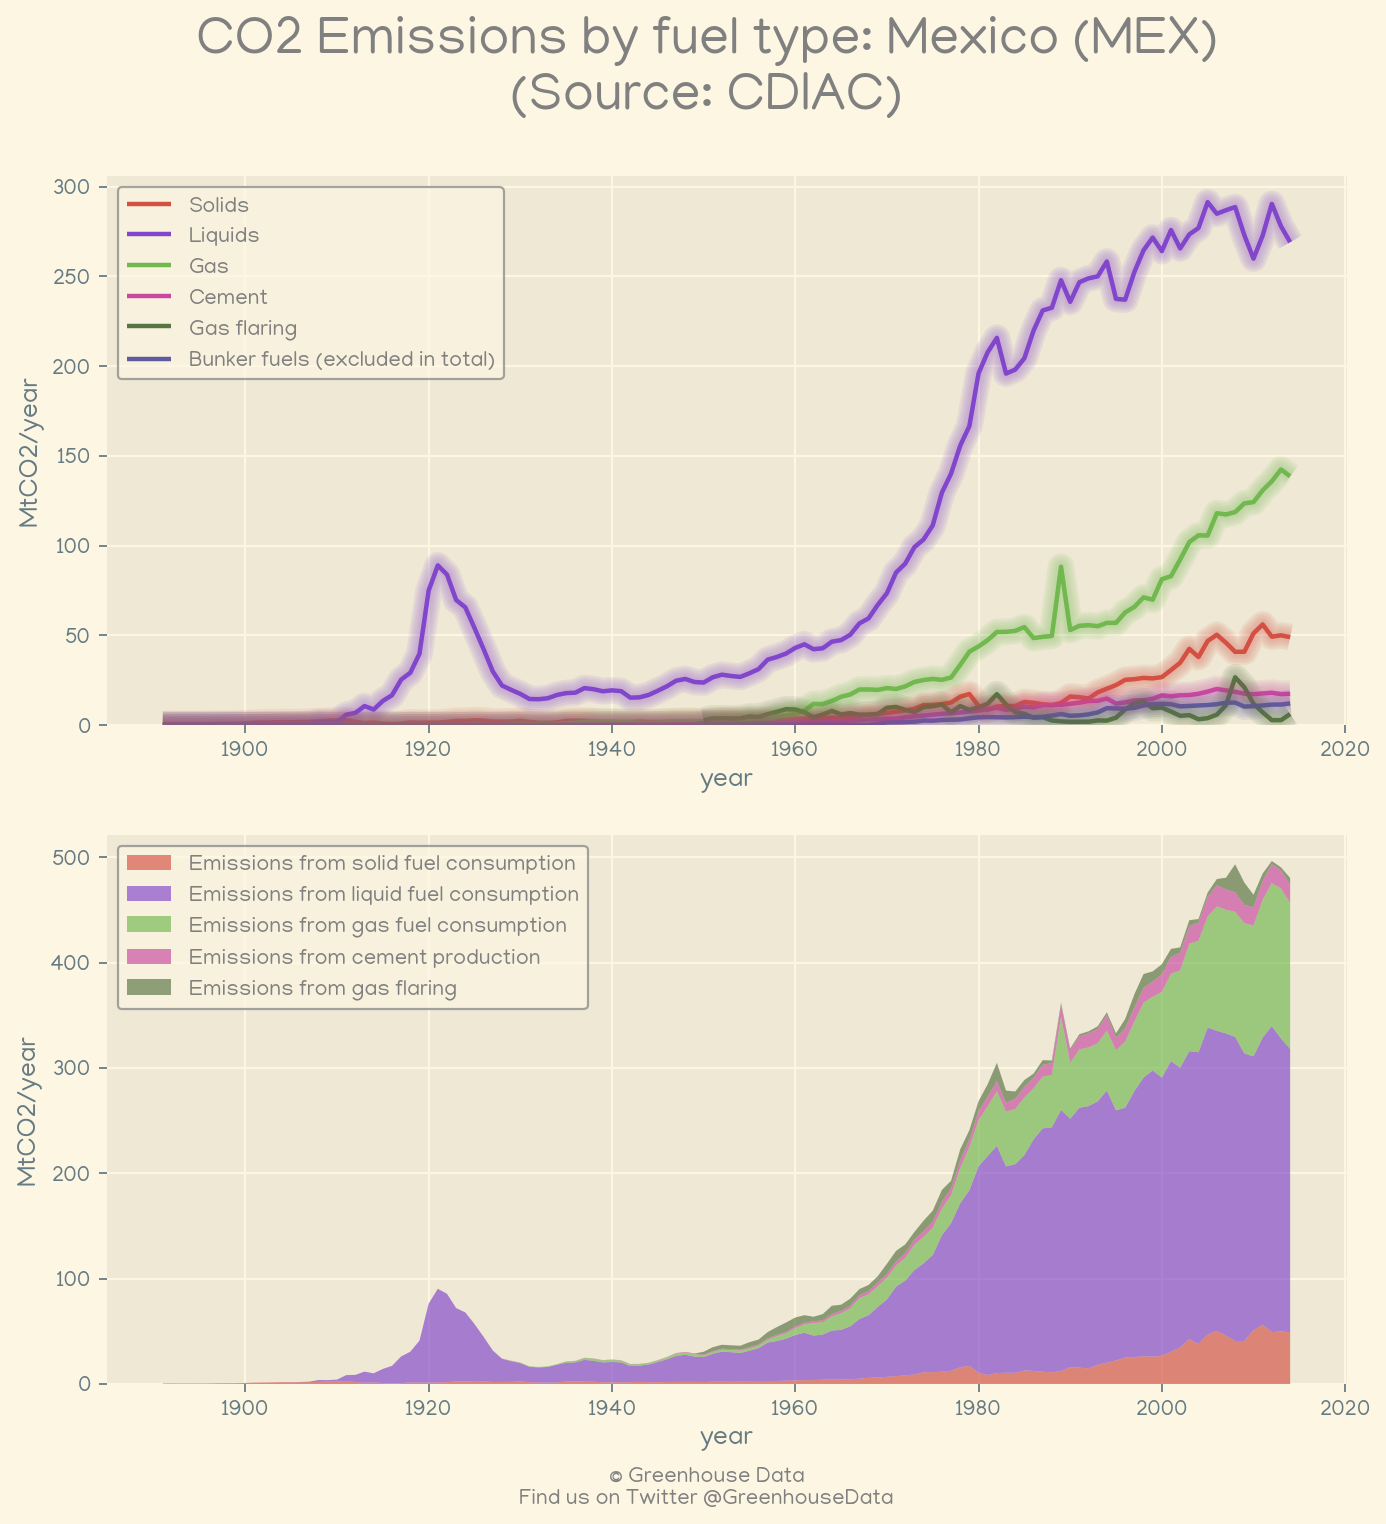 CO2 Emissions by fuel type: Mexico (MEX)
(Source: CDIAC)
300
250
200
150
100
50
0
MtCO2/year
Solids
Liquids
Gas
Cement
Gas flaring
Bunker fuels (excluded in total)
1900 1920 1940 1960 1980 2000 2020
year
500
400
300
200
100
0
MtCO2/year
Emissions from solid fuel consumption
Emissions from liquid fuel consumption
Emissions from gas fuel consumption
Emissions from cement production
Emissions from gas flaring
1900 1920 1940 1960 1980 2000 2020
year
© Greenhouse Data
Find us on Twitter @GreenhouseData